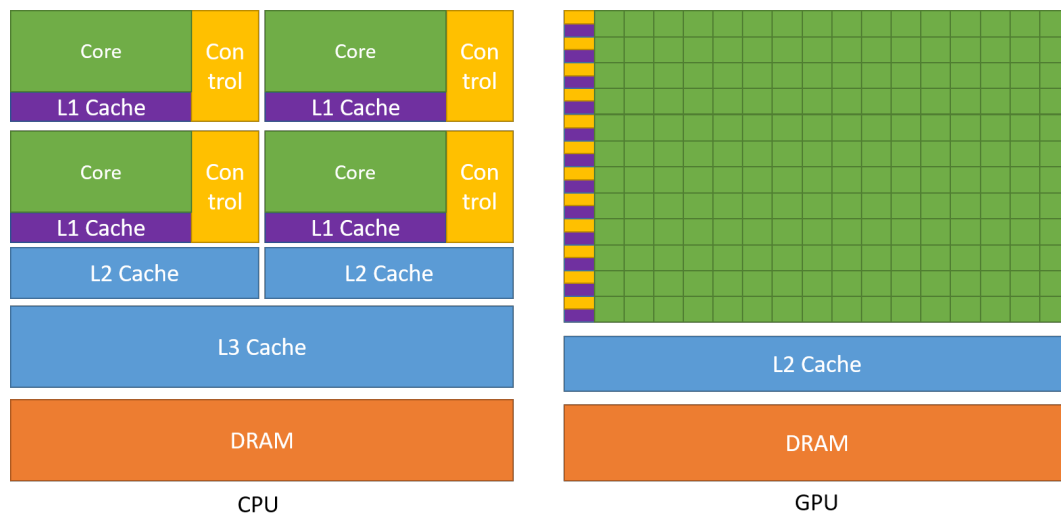 Core
Con
trol
L1 Cache
Core
Con
trol
L1 Cache
Core
Con
trol
L1 Cache
Core
Con
trol
L1 Cache
L2 Cache
L2 Cache
L3 Cache
DRAM
CPU
L2 Cache
DRAM
GPU